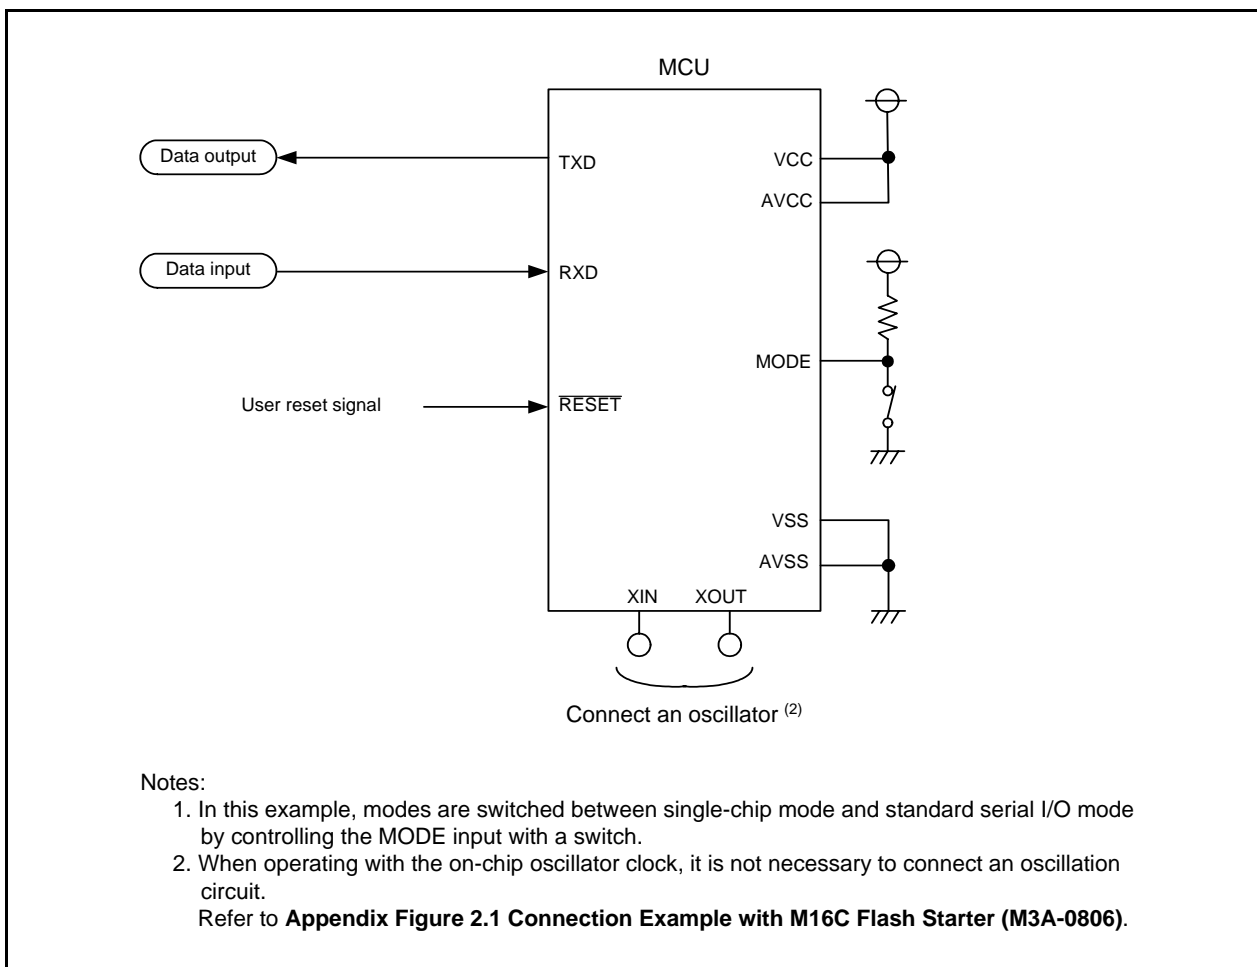 MCU
Data output
TXD
VCC
AVCC
Data input
RXD
MODE
User reset signal
RESET
VSS
AVSS
XIN XOUT
Connect an oscillator (2)
Notes:
1. In this example, modes are switched between single-chip mode and standard serial I/O mode
by controlling the MODE input with a switch.
2. When operating with the on-chip oscillator clock, it is not necessary to connect an oscillation
circuit.
Refer to Appendix Figure 2.1 Connection Example with M16C Flash Starter (M3A-0806).